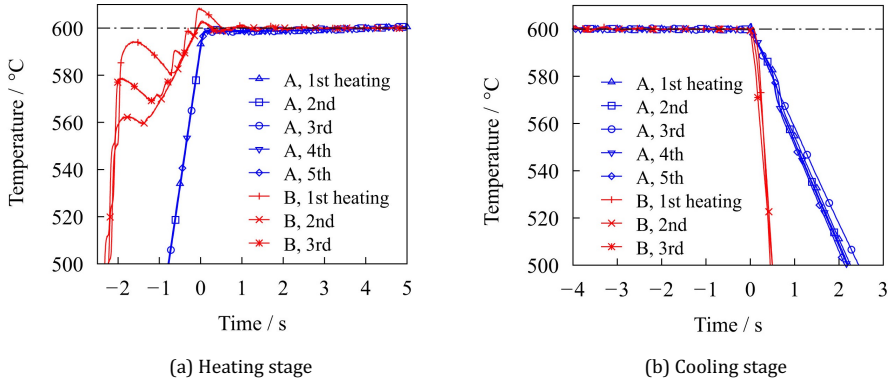 600
580
560
540
520
500
Temperature / °C
A, 1st heating
A, 2nd
A, 3rd
A, 4th
A, 5th
B, 1st heating
B, 2nd
B, 3rd
−2 −1 0 1 2 3 4 5
Time / s
(a) Heating stage
600
580
560
540
520
500
Temperature / °C
A, 1st heating
A, 2nd
A, 3rd
A, 4th
A, 5th
B, 1st heating
B, 2nd
B, 3rd
−4 −3 −2 −1 0 1 2 3
Time / s
(b) Cooling stage